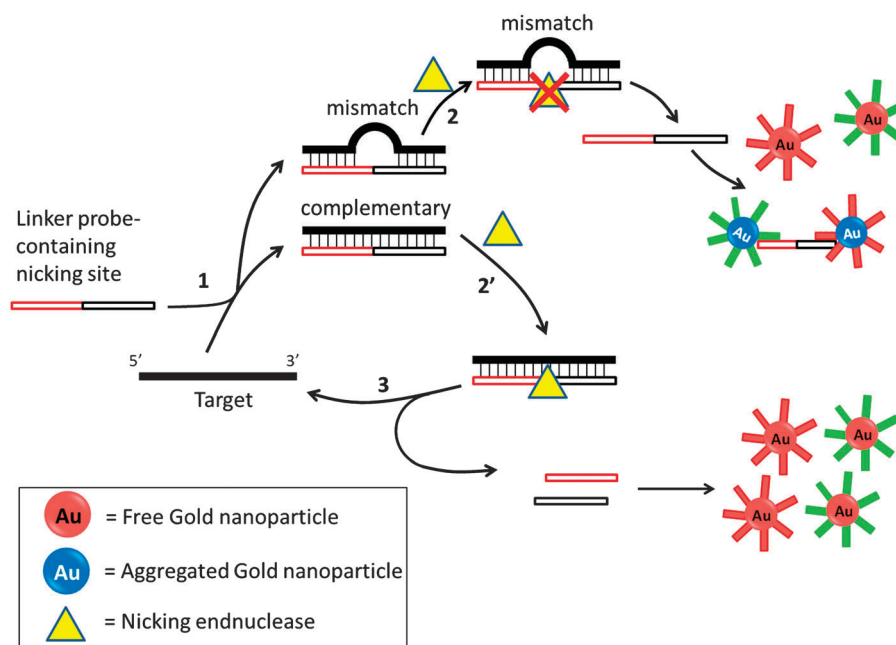 mismatch
2
mismatch
Au
Au
Au
Au
complementary
Linker probe-
containing
nicking site
1
2’
5’
3’
Target
3
Au
Au
Au
Au
Au = Free Gold nanoparticle
Au = Aggregated Gold nanoparticle
= Nicking endnuclease